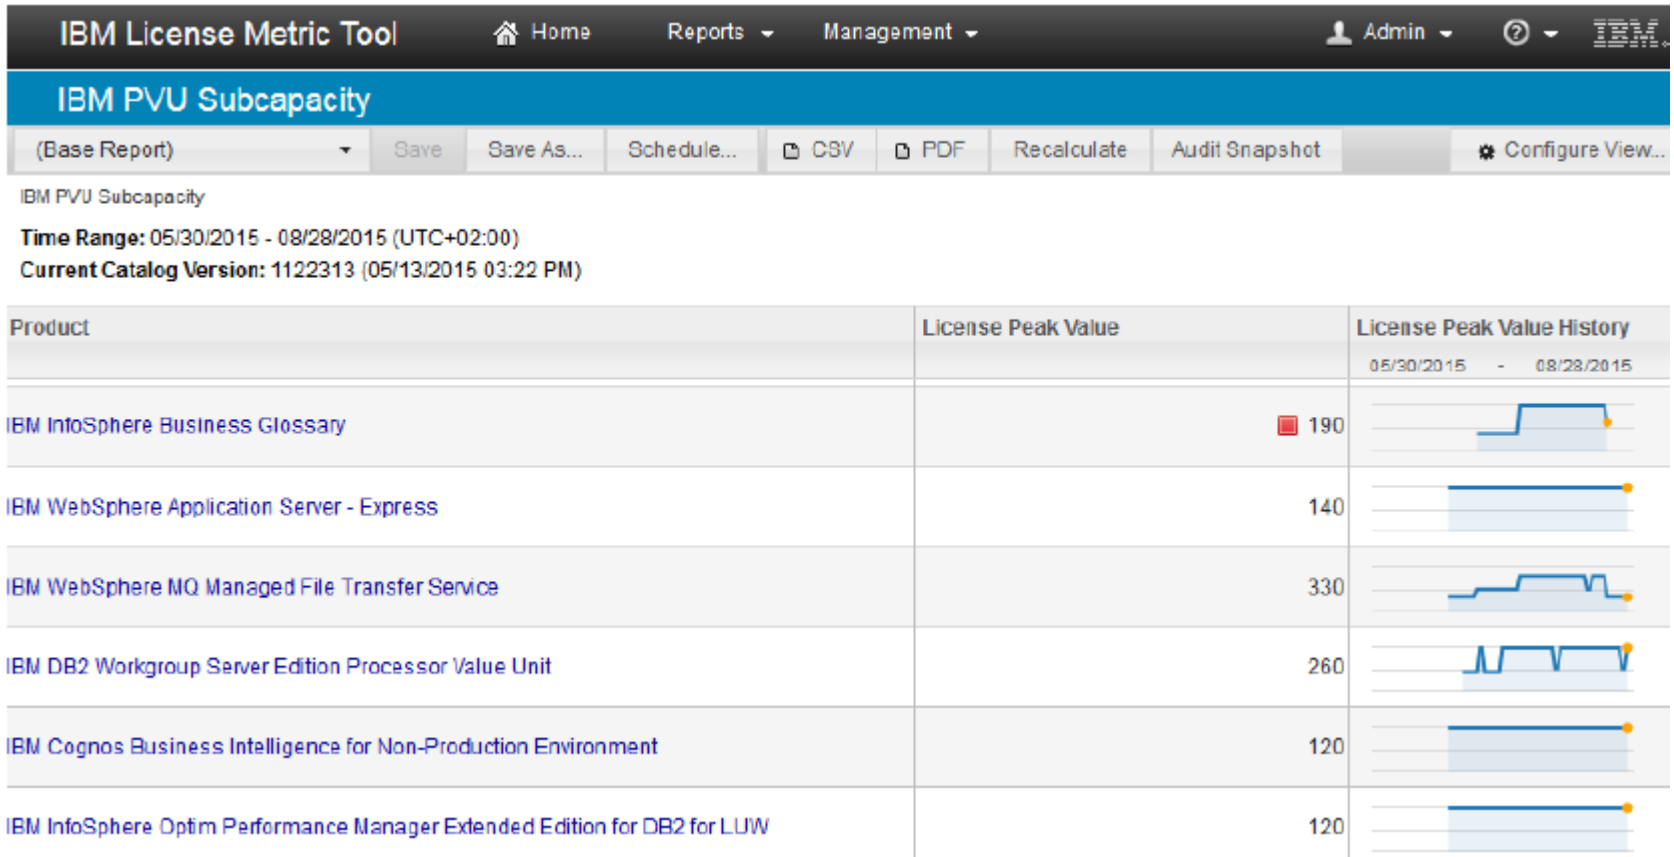 IBM License Metric Tool Home Reports Management Admin ? IBM
IBM PVU Subcapacity
(Base Report) Save Save As... Schedule... CSV PDF Recalculate Audit Snapshot Configure View...
IBM PVU Subcapacity
Time Range: 05/30/2015 - 08/28/2015 (UTC+02:00)
Current Catalog Version: 1122313 (05/13/2015 03:22 PM)
Product License Peak Value License Peak Value History
05/30/2015 - 08/28/2015
IBM InfoSphere Business Glossary 190
IBM WebSphere Application Server - Express 140
IBM WebSphere MQ Managed File Transfer Service 330
IBM DB2 Workgroup Server Edition Processor Value Unit 260
IBM Cognos Business Intelligence for Non-Production Environment 120
IBM InfoSphere Optim Performance Manager Extended Edition for DB2 for LUW 120